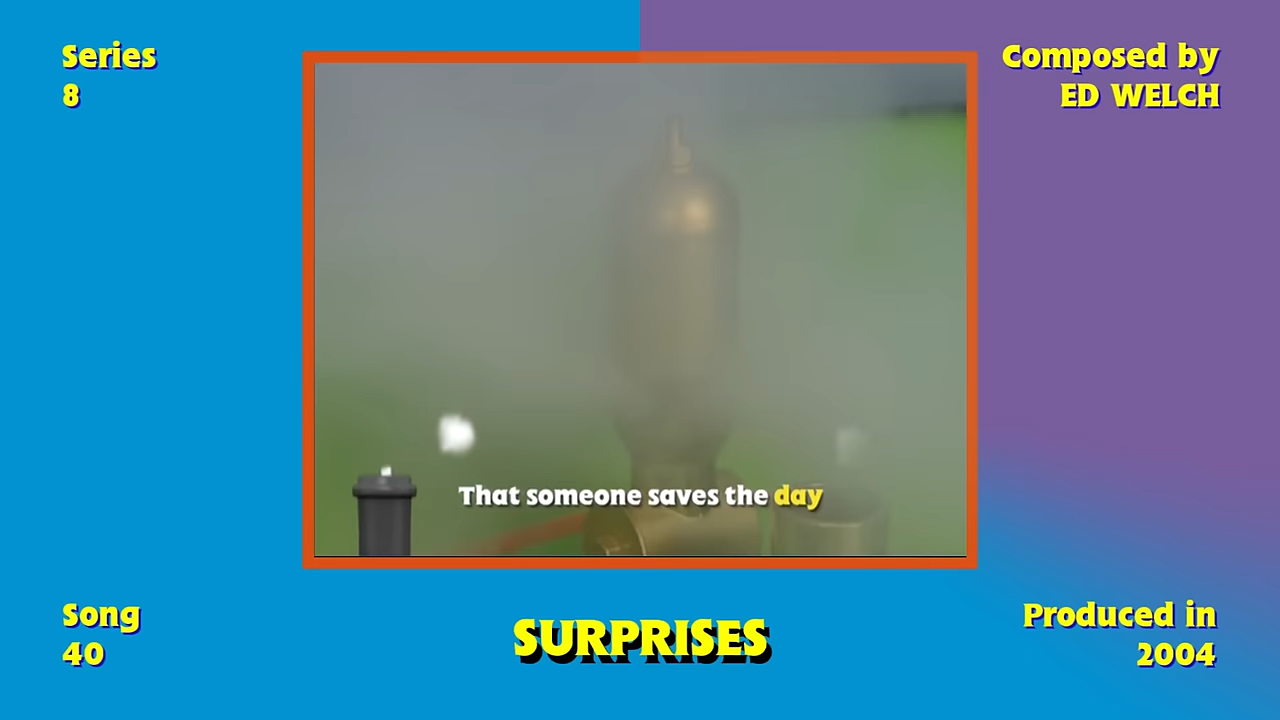 Series
8
Composed by
ED WELCH
That someone saves the day
Song
40
SURPRISES
Produced in
2004